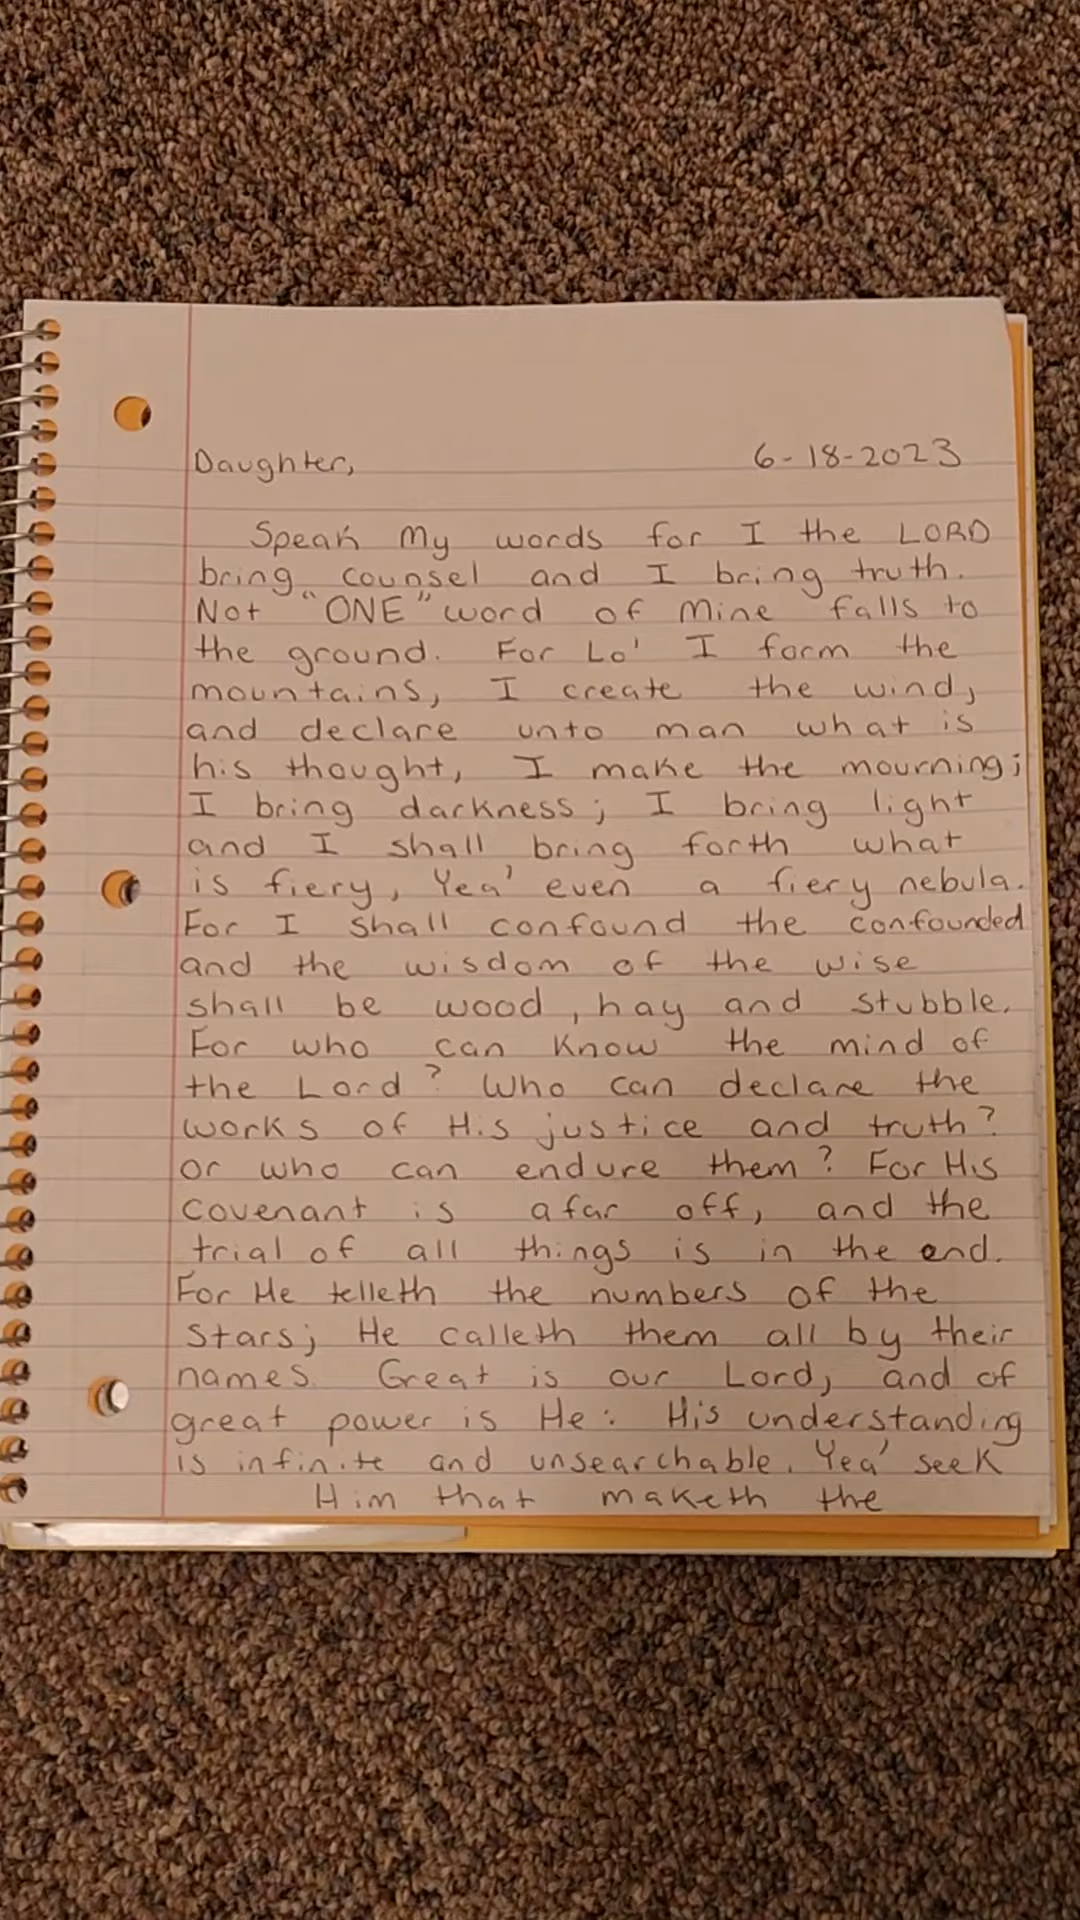 Daughter, 6-18-2023
Speak My words for I the LORD
bring counsel and I bring truth.
Not "ONE" word of Mine falls to
the ground. For Lo' I form the
mountains, I create the wind,
and declare unto man what is
his thought, I make the mourning;
I bring darkness; I bring light
and I shall bring forth what
is fiery, Yea' even a fiery nebula.
For I shall confound the confounded
and the wisdom of the wise
shall be wood, hay and stubble.
For who can know the mind of
the Lord? Who can declare the
works of His justice and truth?
or who can endure them? For His
covenant is afar off, and the
trial of all things is in the end.
For He telleth the numbers of the
stars; He calleth them all by their
names. Great is our Lord, and of
great power is He: His understanding
is infinite and unsearchable. Yea' seek
Him that maketh the